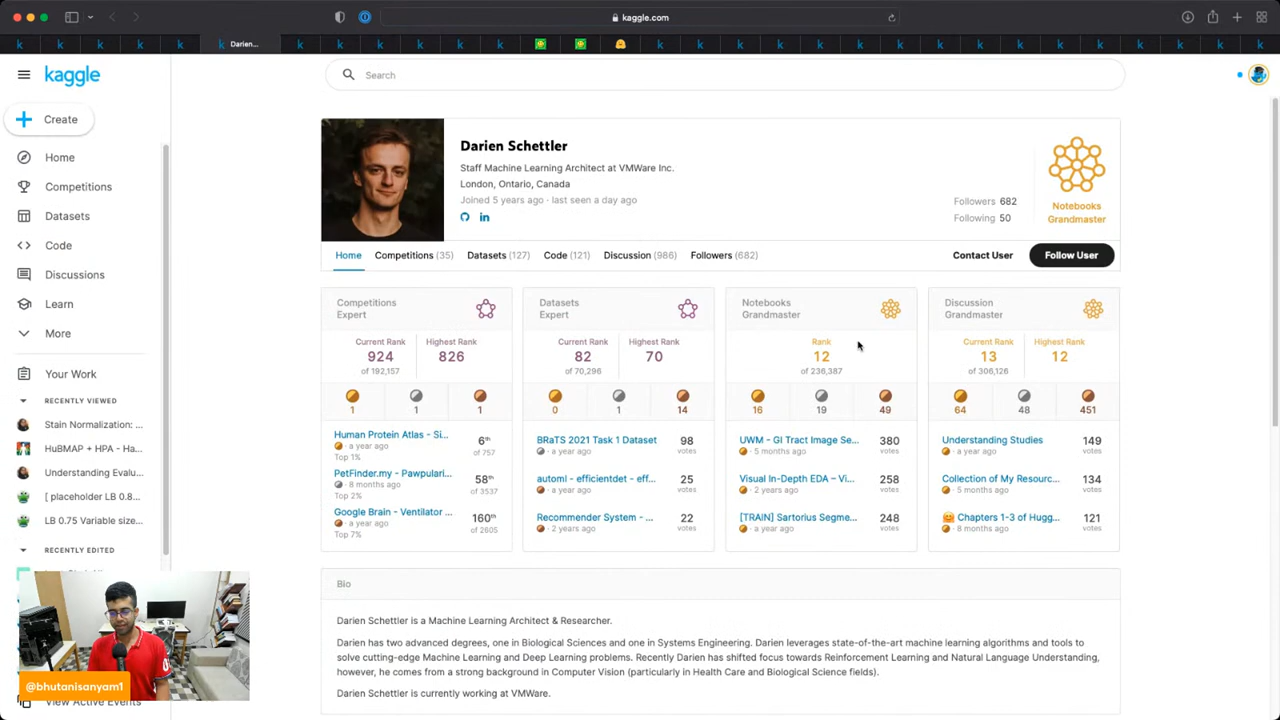 kaggle.com
Darien...
kaggle
Search
Create
Home
Competitions
Datasets
Code
Discussions
Learn
More
Your Work
RECENTLY VIEWED
Stain Normalization: ...
HuBMAP + HPA - Ha...
Understanding Evalu...
[ placeholder LB 0.8...
LB 0.75 Variable size...
RECENTLY EDITED
View Active Events
@bhutanisanyam1
Darien Schettler
Staff Machine Learning Architect at VMWare Inc.
London, Ontario, Canada
Joined 5 years ago · last seen a day ago
Followers 682
Following 50
Notebooks
Grandmaster
Home Competitions (35) Datasets (127) Code (121) Discussion (986) Followers (682)
Contact User Follow User
Competitions
Expert
Current Rank Highest Rank
924 826
of 192,157
1 1 1
Human Protein Atlas - Si... 6th
a year ago of 757
Top 1%
PetFinder.my - Pawpulari... 58th
8 months ago of 3537
Top 2%
Google Brain - Ventilator ... 160th
a year ago of 2605
Top 7%
Datasets
Expert
Current Rank Highest Rank
82 70
of 70,296
0 1 14
BRaTS 2021 Task 1 Dataset 98
a year ago votes
automl - efficientdet - eff... 25
a year ago votes
Recommender System - ... 22
2 years ago votes
Notebooks
Grandmaster
Rank
12
of 236,387
16 19 49
UWM - GI Tract Image Se... 380
5 months ago votes
Visual In-Depth EDA – Vi... 258
2 years ago votes
[TRAIN] Sartorius Segme... 248
a year ago votes
Discussion
Grandmaster
Current Rank Highest Rank
13 12
of 306,126
64 48 451
Understanding Studies 149
a year ago votes
Collection of My Resourc... 134
5 months ago votes
🤗 Chapters 1-3 of Hugg... 121
8 months ago votes
Bio
Darien Schettler is a Machine Learning Architect & Researcher.
Darien has two advanced degrees, one in Biological Sciences and one in Systems Engineering. Darien leverages state-of-the-art machine learning algorithms and tools to
solve cutting-edge Machine Learning and Deep Learning problems. Recently Darien has shifted focus towards Reinforcement Learning and Natural Language Understanding,
however, he comes from a strong background in Computer Vision (particularly in Health Care and Biological Science fields).
Darien Schettler is currently working at VMWare.